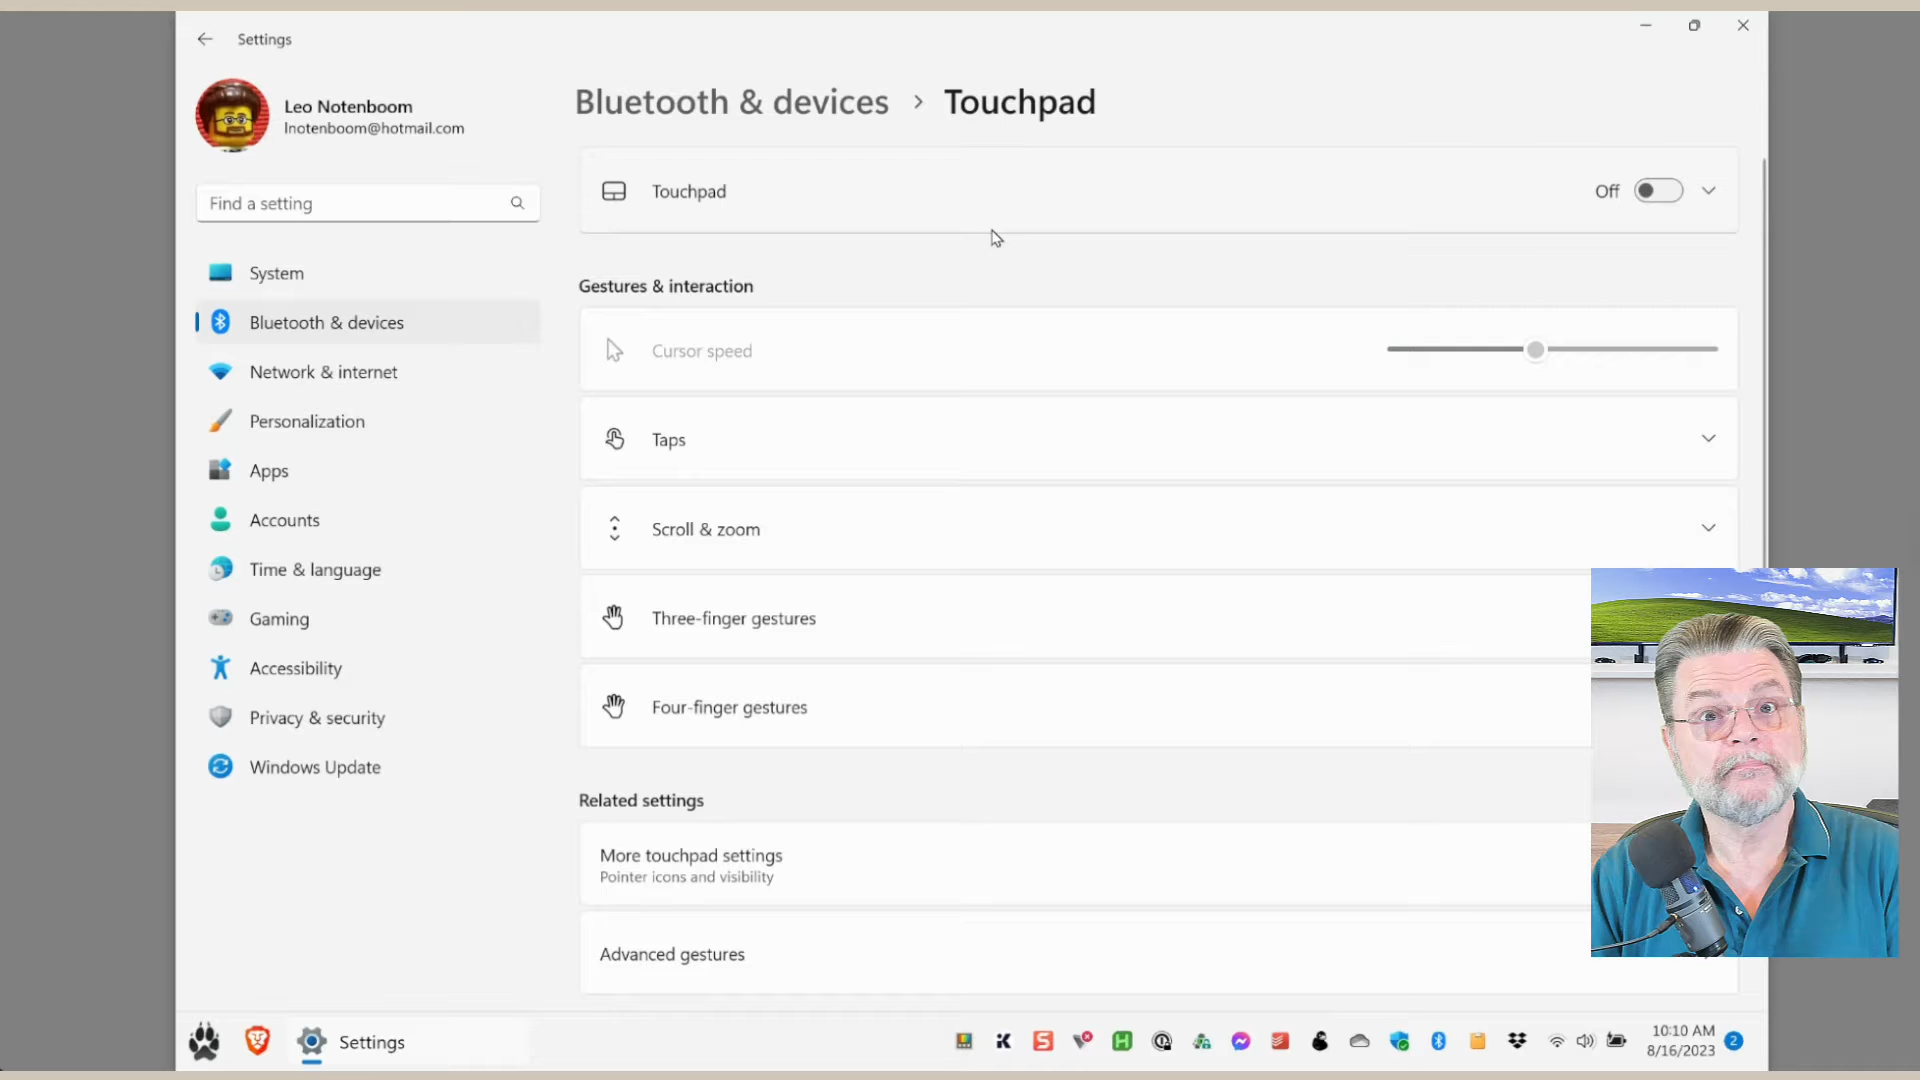 Settings
Leo Notenboom
lnotenboom@hotmail.com
Find a setting
System
Bluetooth & devices
Network & internet
Personalization
Apps
Accounts
Time & language
Gaming
Accessibility
Privacy & security
Windows Update
Bluetooth & devices > Touchpad
Touchpad
Off
Gestures & interaction
Cursor speed
Taps
Scroll & zoom
Three-finger gestures
Four-finger gestures
Related settings
More touchpad settings
Pointer icons and visibility
Advanced gestures
Settings
10:10 AM
8/16/2023
2